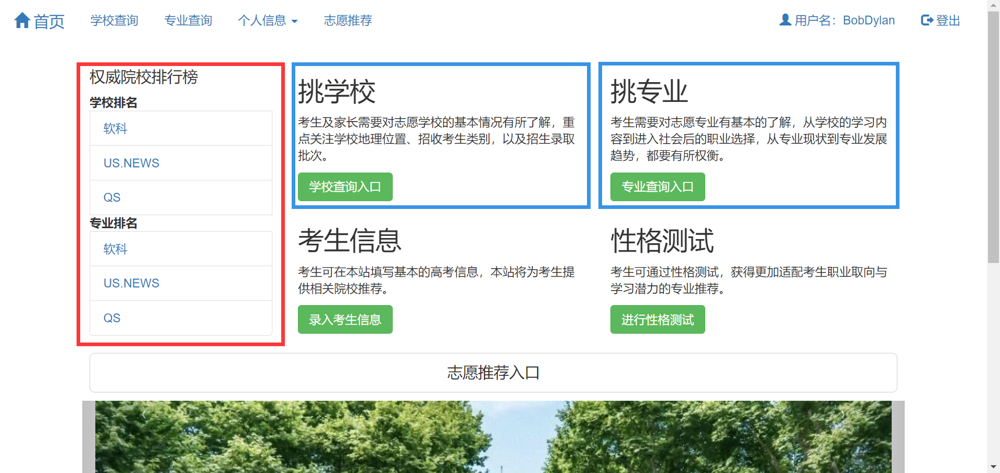 首页 学校查询 专业查询 个人信息 志愿推荐 用户名：BobDylan 登出
权威院校排行榜
学校排名
软科
US.NEWS
QS
专业排名
软科
US.NEWS
QS
挑学校
考生及家长需要对志愿学校的基本情况有所了解，重
点关注学校地理位置、招收考生类别，以及招生录取
批次。
学校查询入口
挑专业
考生需要对志愿专业有基本的了解，从学校的学习内
容到进入社会后的职业选择，从专业现状到专业发展
趋势，都要有所权衡。
专业查询入口
考生信息
考生可在本站填写基本的高考信息，本站将为考生提
供相关院校推荐。
录入考生信息
性格测试
考生可通过性格测试，获得更加适配考生职业取向与
学习潜力的专业推荐。
进行性格测试
志愿推荐入口